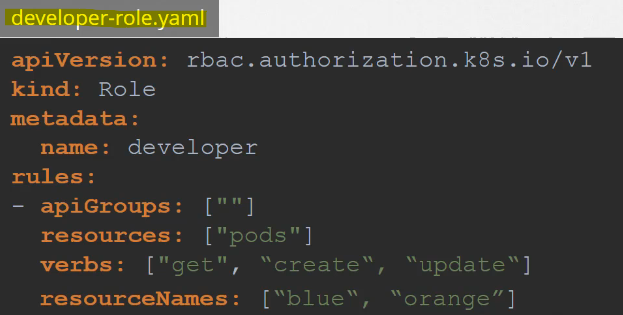 developer-role.yaml
apiVersion: rbac.authorization.k8s.io/v1
kind: Role
metadata:
  name: developer
rules:
- apiGroups: [""]
  resources: ["pods"]
  verbs: ["get", “create“, “update“]
  resourceNames: [“blue“, “orange”]